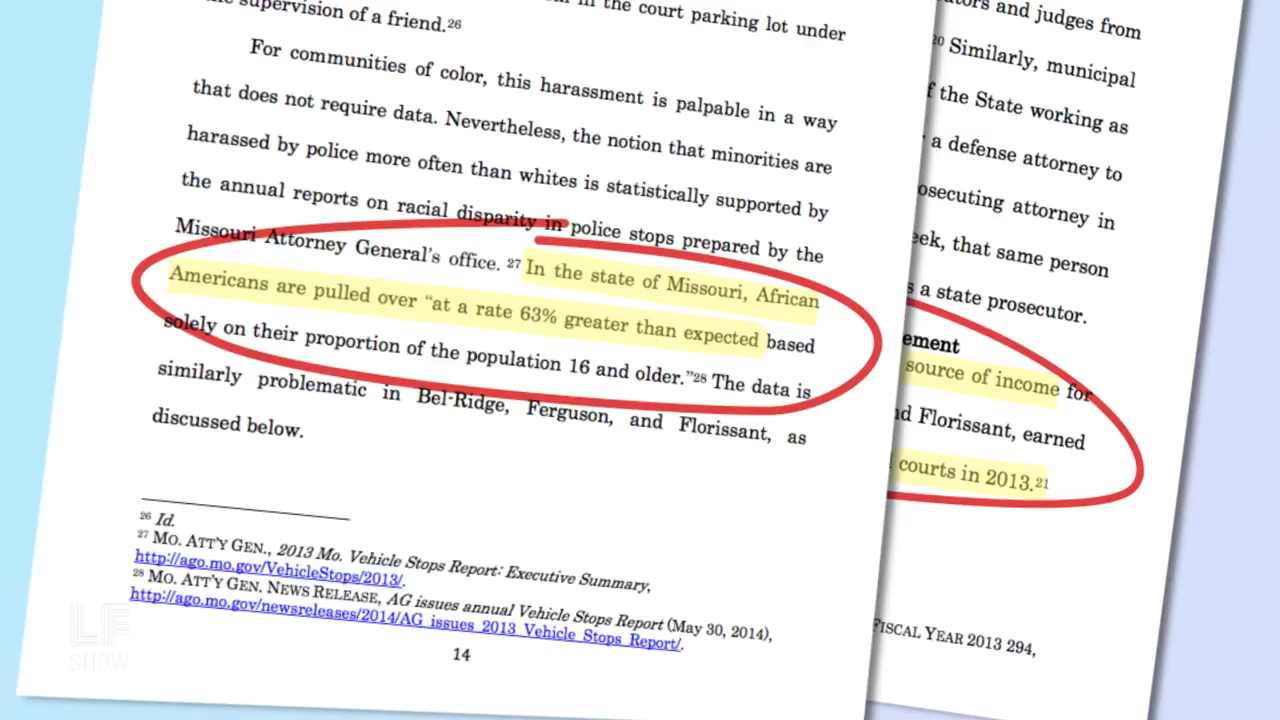 supervision of a friend.26
in the court parking lot under
For communities of color, this harassment is palpable in a way
that does not require data. Nevertheless, the notion that minorities are
harassed by police more often than whites is statistically supported by
the annual reports on racial disparity in police stops prepared by the
Missouri Attorney General's office. 27 In the state of Missouri, African
Americans are pulled over “at a rate 63% greater than expected based
solely on their proportion of the population 16 and older.”28 The data is
similarly problematic in Bel-Ridge, Ferguson, and Florissant, as
discussed below.
26 Id.
27 MO. ATT'Y GEN., 2013 Mo. Vehicle Stops Report: Executive Summary,
http://ago.mo.gov/VehicleStops/2013/.
28 MO. ATT'Y GEN. NEWS RELEASE, AG issues annual Vehicle Stops Report (May 30, 2014),
http://ago.mo.gov/newsreleases/2014/AG_issues_2013_Vehicle_Stops_Report/.
14
and judges from
20 Similarly, municipal
the State working as
a defense attorney to
attorney in
that same person
a state prosecutor.
source of income for
Florissant, earned
courts in 2013.21
FISCAL YEAR 2013 294,
LF
SHOW